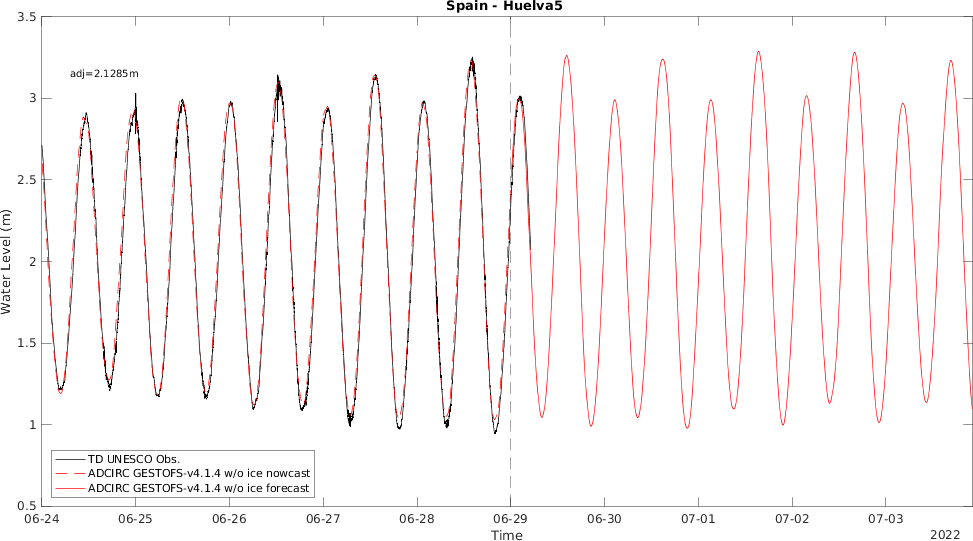 Spain - Huelva5
3.5
3
2.5
2
1.5
1
0.5
Water Level (m)
adj=2.1285m
TD UNESCO Obs.
ADCIRC GESTOFS-v4.1.4 w/o ice nowcast
ADCIRC GESTOFS-v4.1.4 w/o ice forecast
06-24 06-25 06-26 06-27 06-28 06-29 06-30 07-01 07-02 07-03
Time
2022